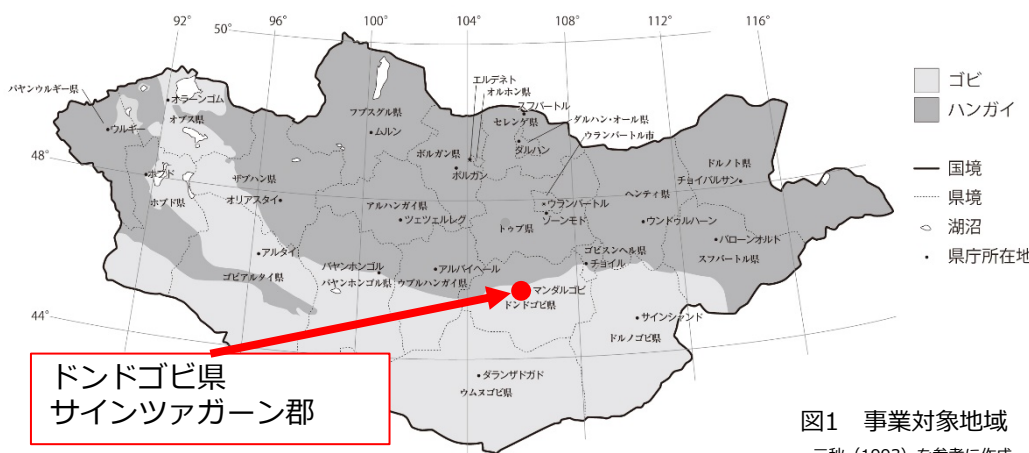 92°
96°
100°
104°
108°
112°
116°
50°
48°
44°
バヤンウルギー県
オラーンゴム
オブス県
ウルギー
ホブド
ホブド県
ザブハン県
オリアスタイ
フブスグル県
ムルン
エルデネト
オルホン県
スフバートル
セレンゲ県
ダルハン・オール県
ウランバートル市
ダルハン
ボルガン県
ボルガン
アルハンガイ県
ツェツェルレグ
ウランバートル
ゾーンモド
トゥブ県
ヘンティ県
ウンドゥルハーン
ドルノト県
チョイバルサン
バローンオルト
スフバートル県
ゴビスンベル県
チョイル
アルタイ
ゴビアルタイ県
バヤンホンゴル
バヤンホンゴル県
アルバイヘール
ウブルハンガイ県
マンダルゴビ
ドンドゴビ県
サインシャンド
ドルノゴビ県
ダランザドガド
ウムヌゴビ県
ドンドゴビ県
サインツァガーン郡
ゴビ
ハンガイ
国境
県境
湖沼
県庁所在地
図1 事業対象地域